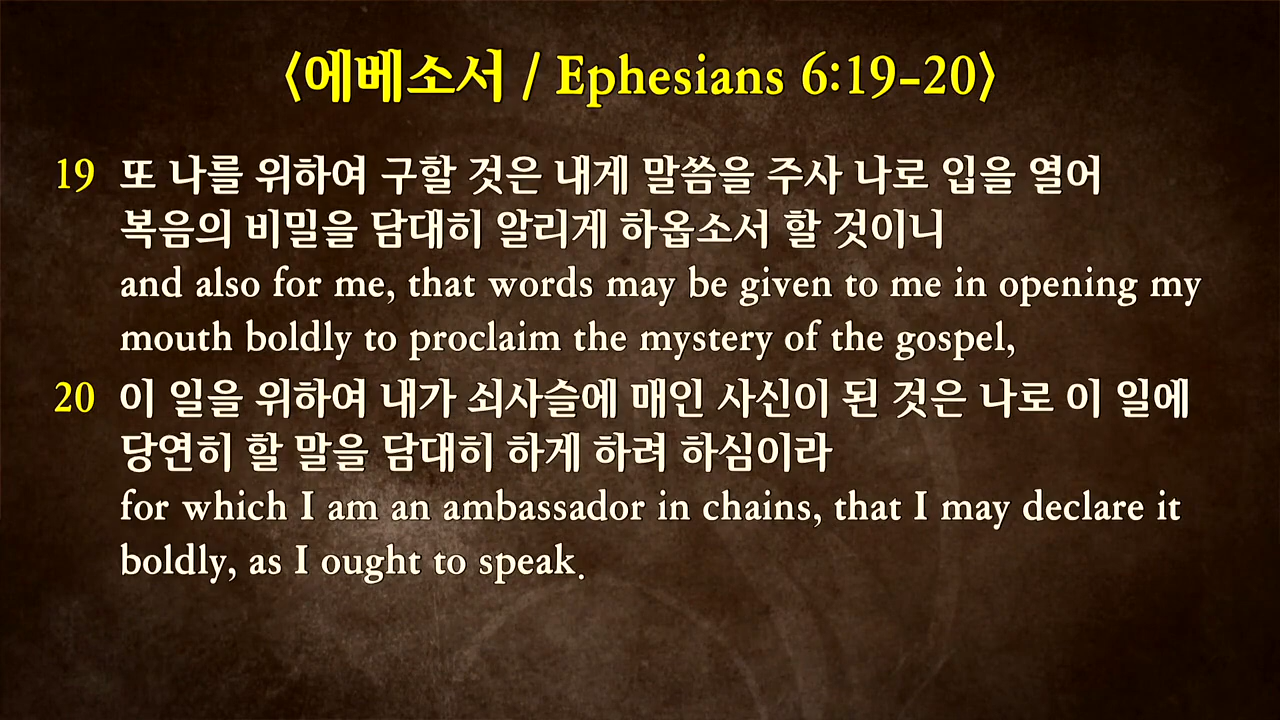 〈에베소서 / Ephesians 6:19-20〉
19 또 나를 위하여 구할 것은 내게 말씀을 주사 나로 입을 열어
복음의 비밀을 담대히 알리게 하옵소서 할 것이니
and also for me, that words may be given to me in opening my
mouth boldly to proclaim the mystery of the gospel,
20 이 일을 위하여 내가 쇠사슬에 매인 사신이 된 것은 나로 이 일에
당연히 할 말을 담대히 하게 하려 하심이라
for which I am an ambassador in chains, that I may declare it
boldly, as I ought to speak.